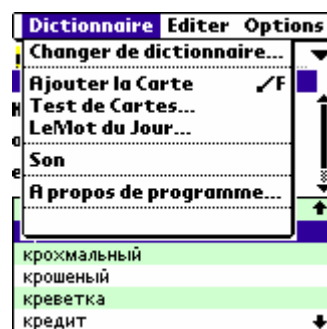 Dictionnaire Editer Options
Changer de dictionnaire...
Ajouter la Carte /F
Test de Cartes...
LeMot du Jour...
Son
A propos de programme...
крохмальный
крошеный
креветка
кредит